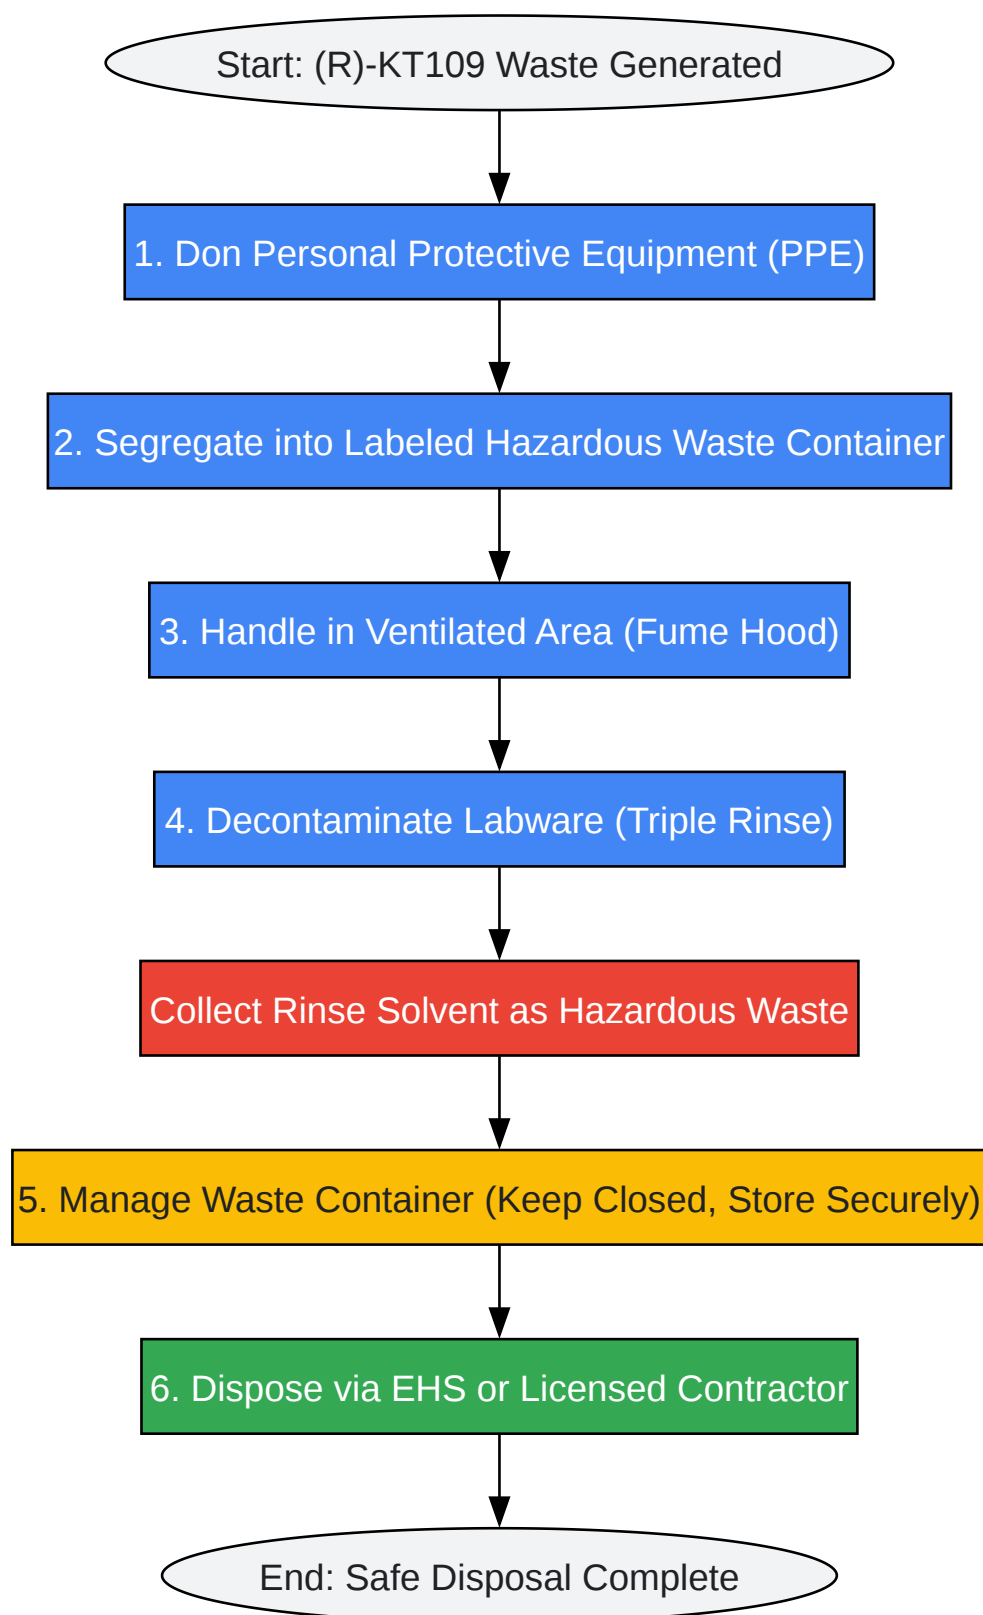 Start: (R)-KT109 Waste Generated
1. Don Personal Protective Equipment (PPE)
2. Segregate into Labeled Hazardous Waste Container
3. Handle in Ventilated Area (Fume Hood)
4. Decontaminate Labware (Triple Rinse)
Collect Rinse Solvent as Hazardous Waste
5. Manage Waste Container (Keep Closed, Store Securely)
6. Dispose via EHS or Licensed Contractor
End: Safe Disposal Complete